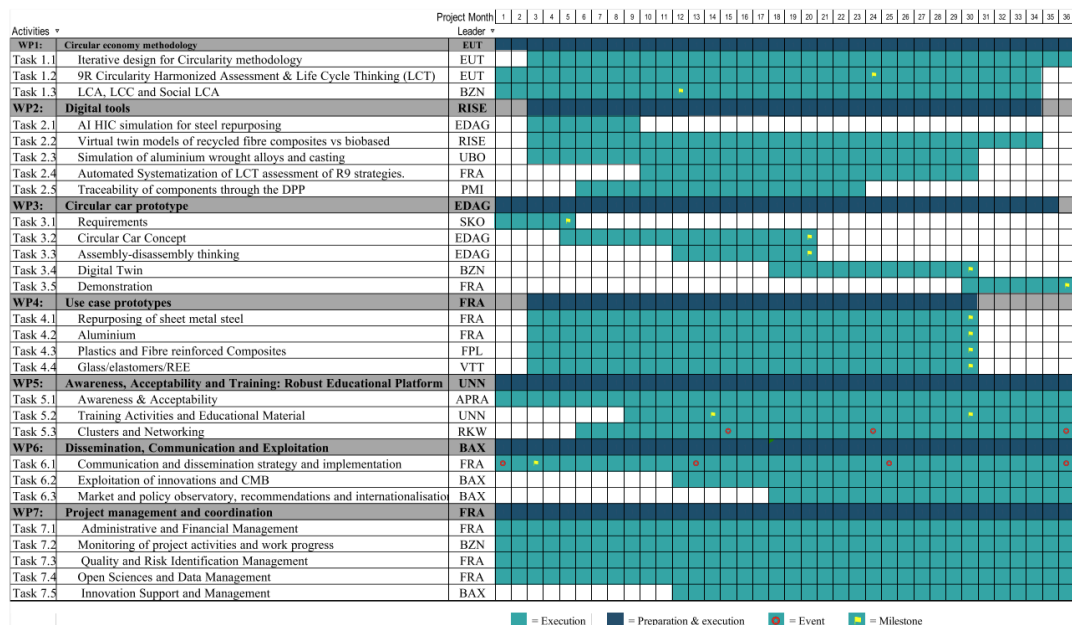 Project Month 1 2 3 4 5 6 7 8 9 10 11 12 13 14 15 16 17 18 19 20 21 22 23 24 25 26 27 28 29 30 31 32 33 34 35 36
Activities Leader
WP1: Circular economy methodology EUT
Task 1.1 Iterative design for Circularity methodology EUT
Task 1.2 9R Circularity Harmonized Assessment & Life Cycle Thinking (LCT) EUT
Task 1.3 LCA, LCC and Social LCA BZN
WP2: Digital tools RISE
Task 2.1 AI HIC simulation for steel repurposing EDAG
Task 2.2 Virtual twin models of recycled fibre composites vs biobased RISE
Task 2.3 Simulation of aluminium wrought alloys and casting UBO
Task 2.4 Automated Systematization of LCT assessment of R9 strategies. FRA
Task 2.5 Traceability of components through the DPP PMI
WP3: Circular car prototype EDAG
Task 3.1 Requirements SKO
Task 3.2 Circular Car Concept EDAG
Task 3.3 Assembly-disassembly thinking EDAG
Task 3.4 Digital Twin BZN
Task 3.5 Demonstration FRA
WP4: Use case prototypes FRA
Task 4.1 Repurposing of sheet metal steel FRA
Task 4.2 Aluminium FRA
Task 4.3 Plastics and Fibre reinforced Composites FPL
Task 4.4 Glass/elastomers/REE VTT
WP5: Awareness, Acceptability and Training: Robust Educational Platform UNN
Task 5.1 Awareness & Acceptability APRA
Task 5.2 Training Activities and Educational Material UNN
Task 5.3 Clusters and Networking RKW
WP6: Dissemination, Communication and Exploitation BAX
Task 6.1 Communication and dissemination strategy and implementation FRA
Task 6.2 Exploitation of innovations and CMB BAX
Task 6.3 Market and policy observatory, recommendations and internationalisation BAX
WP7: Project management and coordination FRA
Task 7.1 Administrative and Financial Management FRA
Task 7.2 Monitoring of project activities and work progress BZN
Task 7.3 Quality and Risk Identification Management FRA
Task 7.4 Open Sciences and Data Management FRA
Task 7.5 Innovation Support and Management BAX
= Execution = Preparation & execution = Event = Milestone